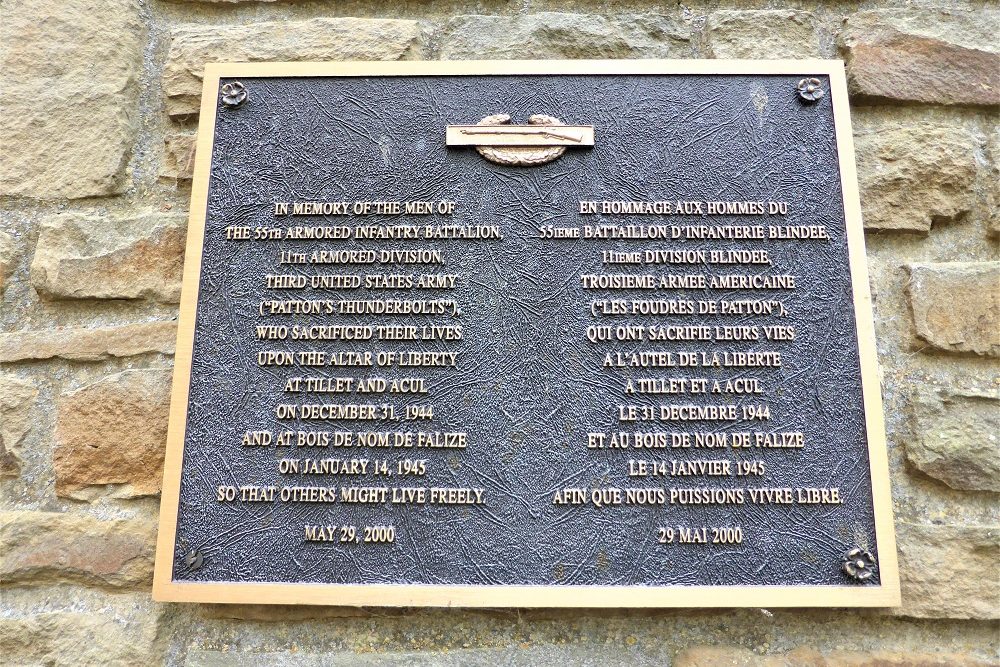 IN MEMORY OF THE MEN OF
THE 55TH ARMORED INFANTRY BATTALION,
11TH ARMORED DIVISION,
THIRD UNITED STATES ARMY
("PATTON'S THUNDERBOLTS"),
WHO SACRIFICED THEIR LIVES
UPON THE ALTAR OF LIBERTY
AT TILLET AND ACUL
ON DECEMBER 31, 1944
AND AT BOIS DE NOM DE FALIZE
ON JANUARY 14, 1945
SO THAT OTHERS MIGHT LIVE FREELY.
MAY 29, 2000
EN HOMMAGE AUX HOMMES DU
55IEME BATTAILLON D'INFANTERIE BLINDEE,
11IEME DIVISION BLINDEE,
TROISIEME ARMEE AMERICAINE
("LES FOUDRES DE PATTON"),
QUI ONT SACRIFIE LEURS VIES
A L'AUTEL DE LA LIBERTE
A TILLET ET A ACUL
LE 31 DECEMBRE 1944
ET AU BOIS DE NOM DE FALIZE
LE 14 JANVIER 1945
AFIN QUE NOUS PUISSIONS VIVRE LIBRE.
29 MAI 2000